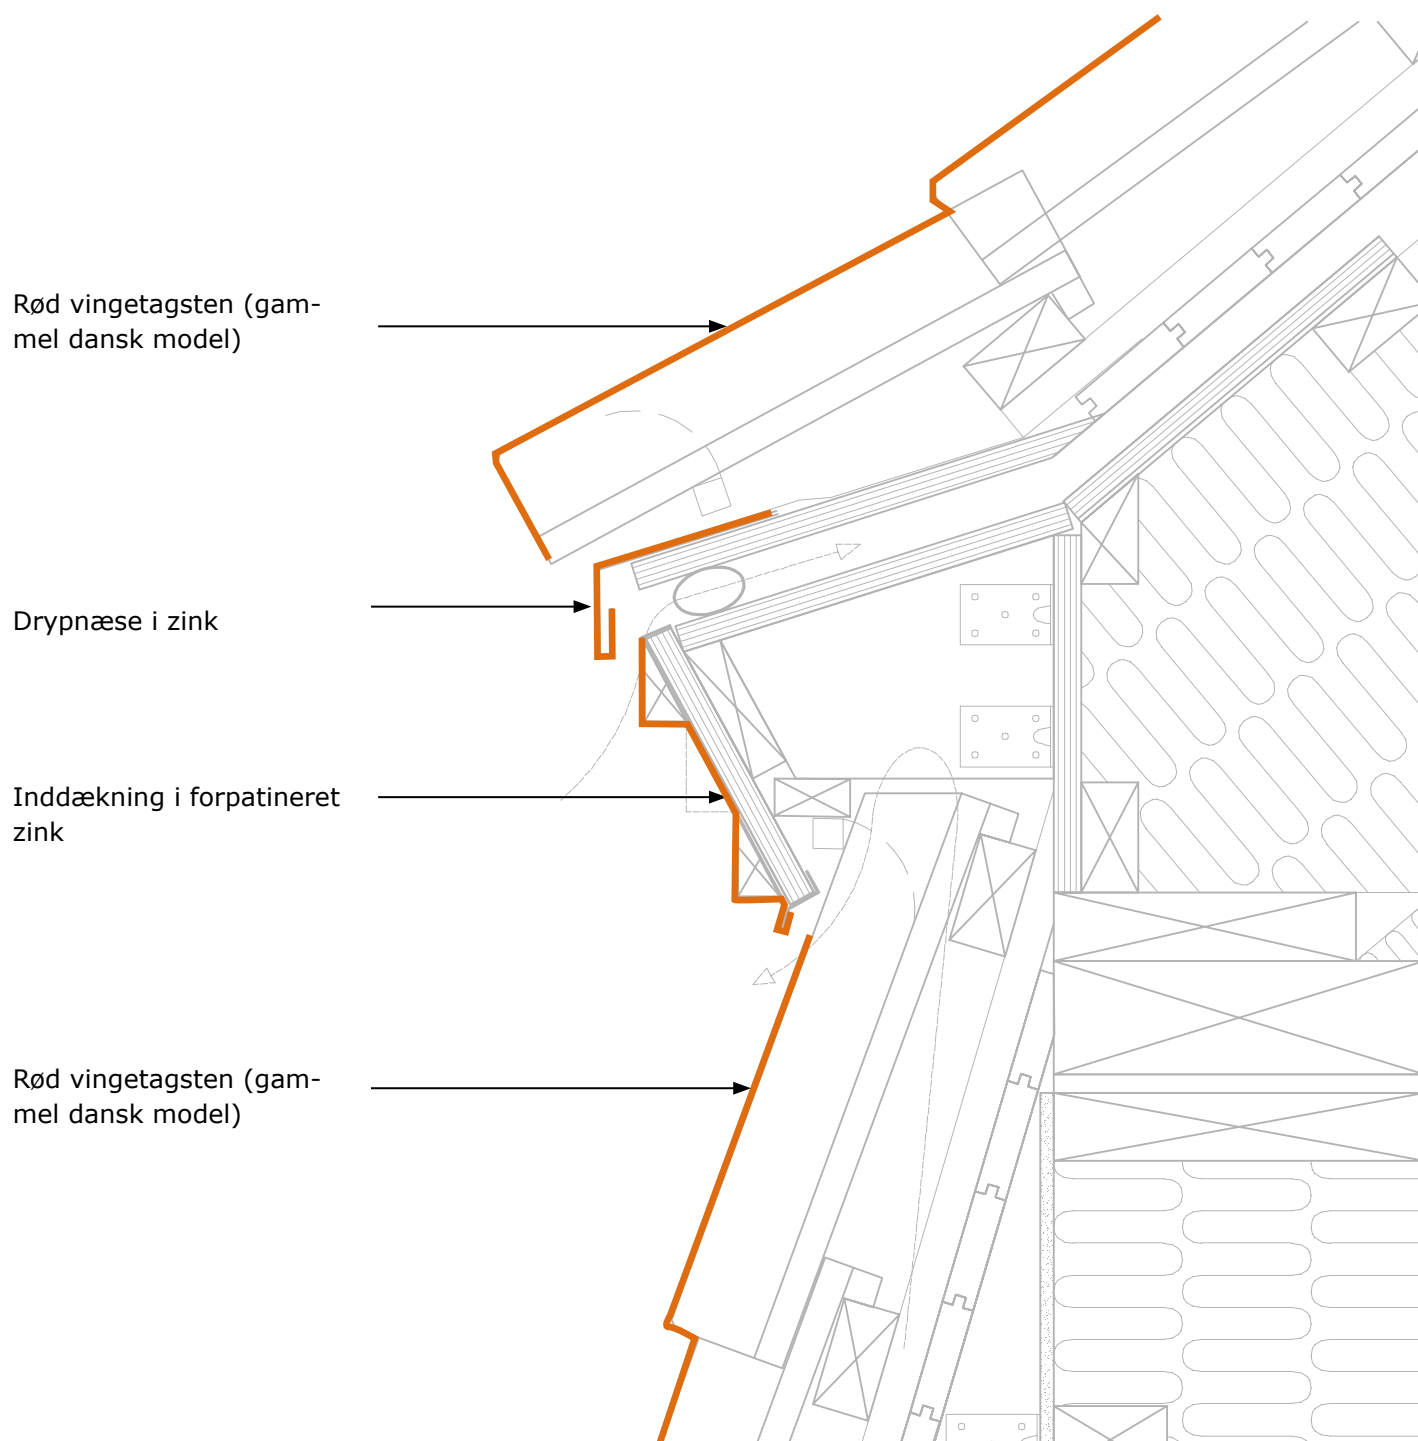 Rød vingetagsten (gam-
mel dansk model)
Drypnæse i zink
Inddækning i forpatineret
zink
Rød vingetagsten (gam-
mel dansk model)